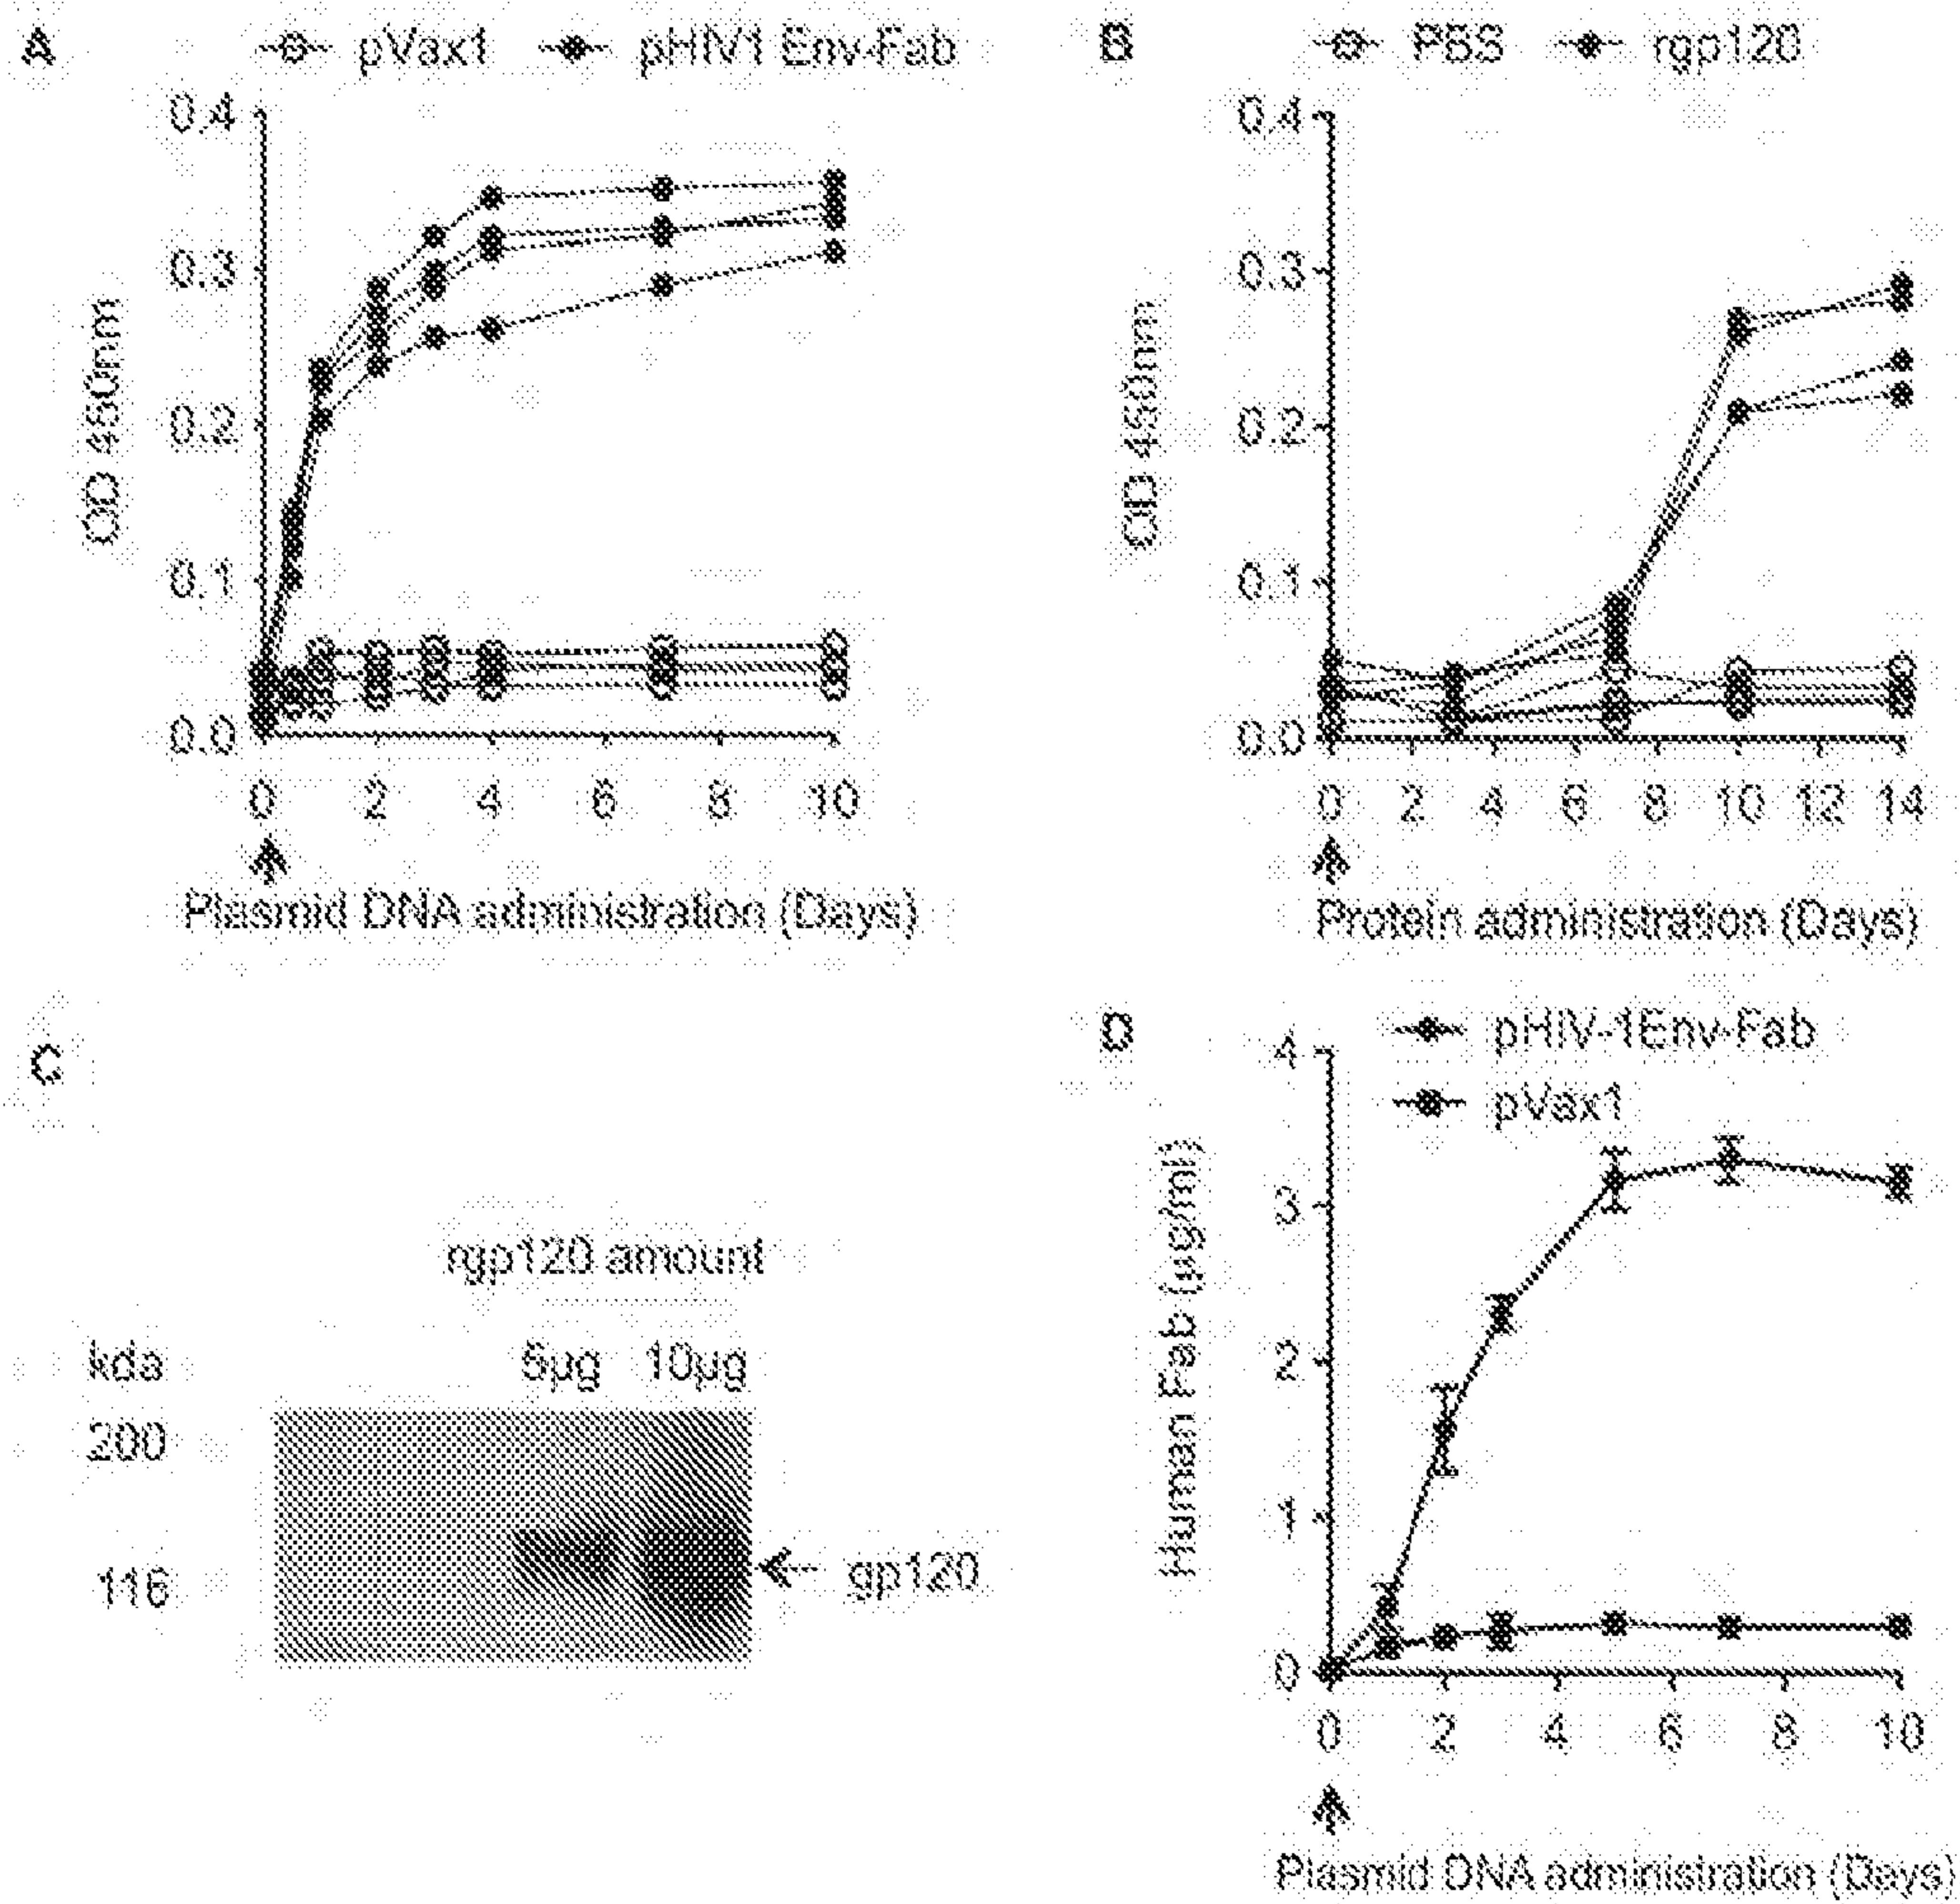 A
pVax1
pHIV1 Env-Fab
0.4
0.3
0.2
0.1
0.0
OD 450nm
0 2 4 6 8 10
Plasmid DNA administration (Days)
B
PBS
rgp120
0.4
0.3
0.2
0.1
0.0
OD 450nm
0 2 4 6 8 10 12 14
Protein administration (Days)
C
rgp120 amount
kda
5µg 10µg
200
116
gp120
D
pHIV-1Env-Fab
pVax1
4
3
2
1
0
Human Fab (µg/ml)
0 2 4 6 8 10
Plasmid DNA administration (Days)